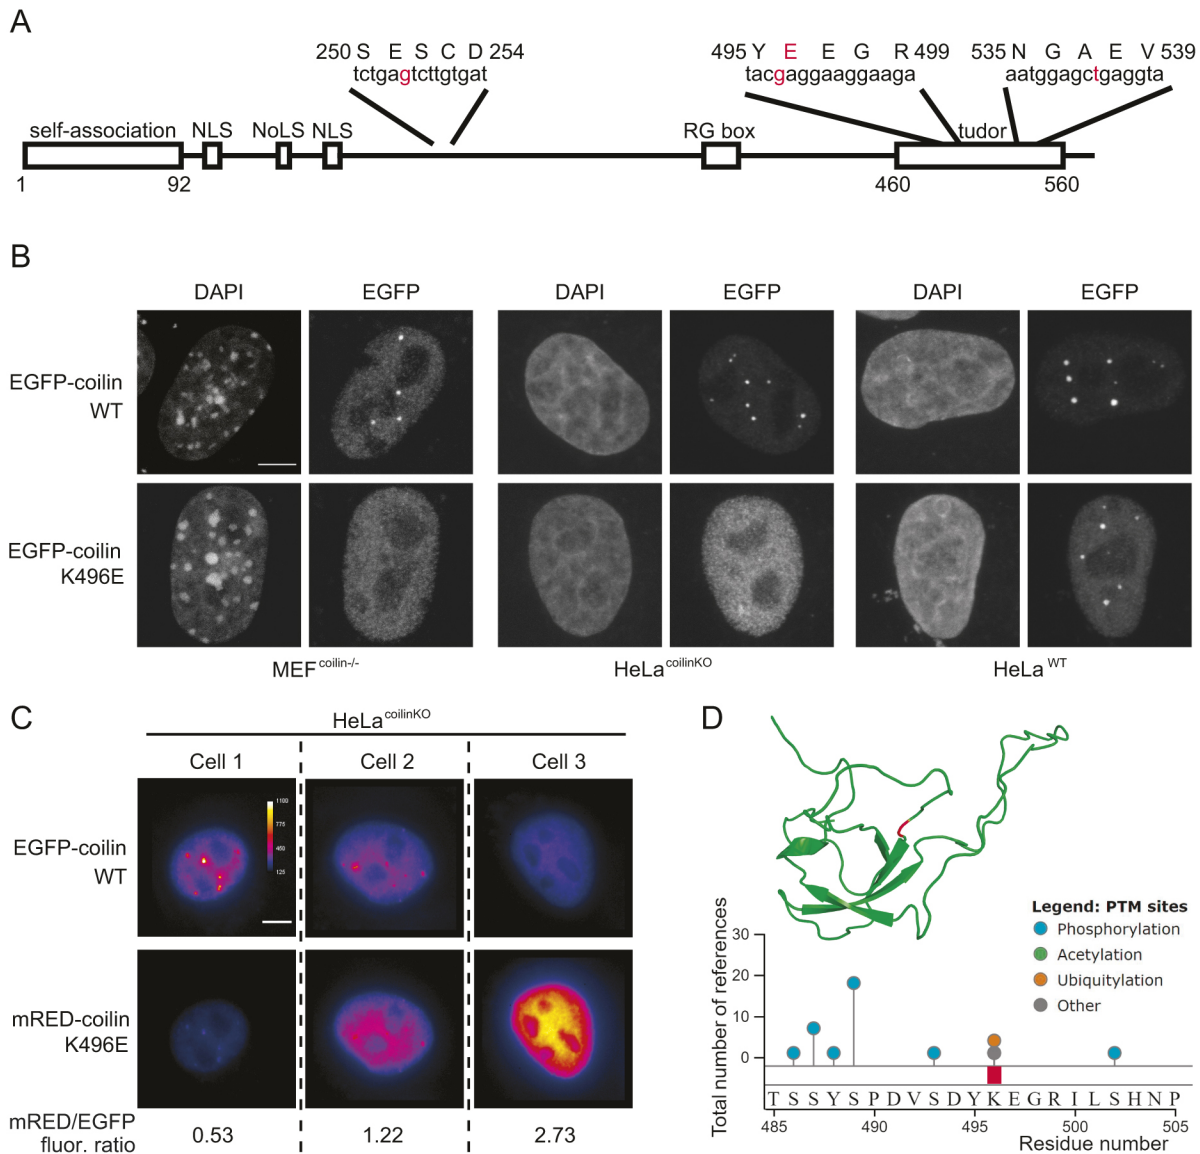 A
250 S E S C D 254
495 Y E E G R 499
535 N G A E V 539
tctgagtcttgtgat
tacgaggaaggaaga
aatggagctgaggta
self-association
NLS
NoLS
NLS
RG box
tudor
1
92
460
560
B
DAPI
EGFP
DAPI
EGFP
DAPI
EGFP
EGFP-coilin
WT
EGFP-coilin
K496E
MEF coilin-/-
HeLa coilinKO
HeLa WT
C
HeLa coilinKO
Cell 1
Cell 2
Cell 3
1100
775
450
125
EGFP-coilin
WT
mRED-coilin
K496E
mRED/EGFP
fluor. ratio
0.53
1.22
2.73
D
Legend: PTM sites
Phosphorylation
Acetylation
Ubiquitylation
Other
Total number of references
30
20
10
0
T S S Y S P D V S D Y K E G R I L S H N P
485
490
495
500
505
Residue number